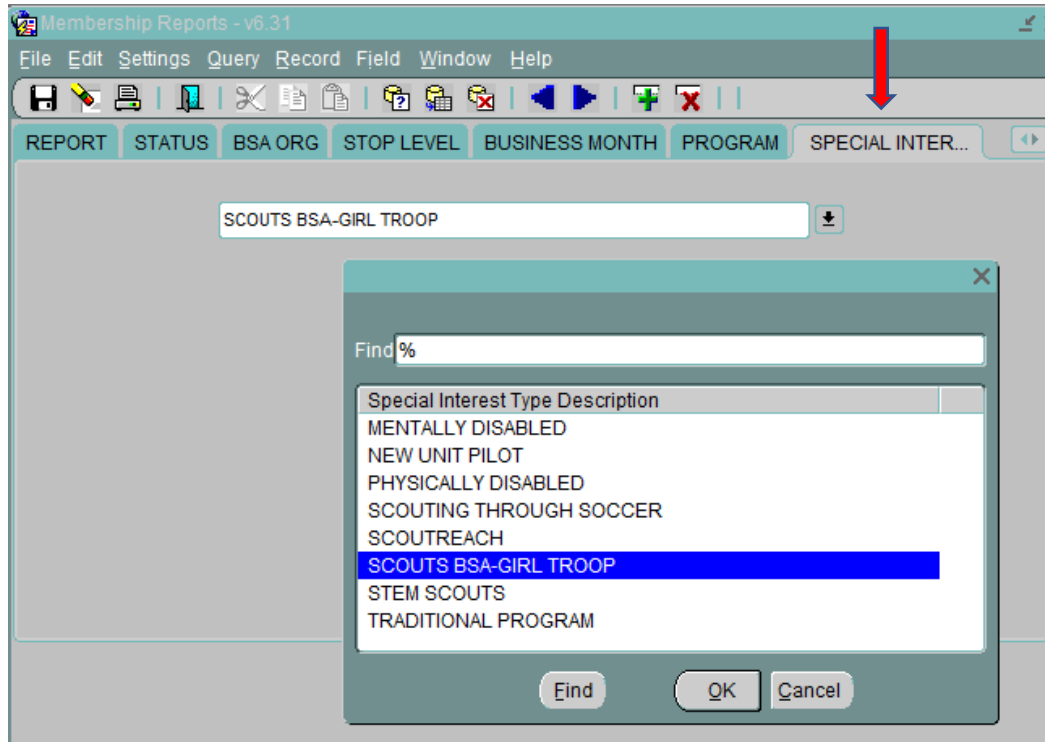 Membership Reports - v6.31
File Edit Settings Query Record Field Window Help
REPORT STATUS BSA ORG STOP LEVEL BUSINESS MONTH PROGRAM SPECIAL INTER...
SCOUTS BSA-GIRL TROOP
Find %
Special Interest Type Description
MENTALLY DISABLED
NEW UNIT PILOT
PHYSICALLY DISABLED
SCOUTING THROUGH SOCCER
SCOUTREACH
SCOUTS BSA-GIRL TROOP
STEM SCOUTS
TRADITIONAL PROGRAM
Find OK Cancel